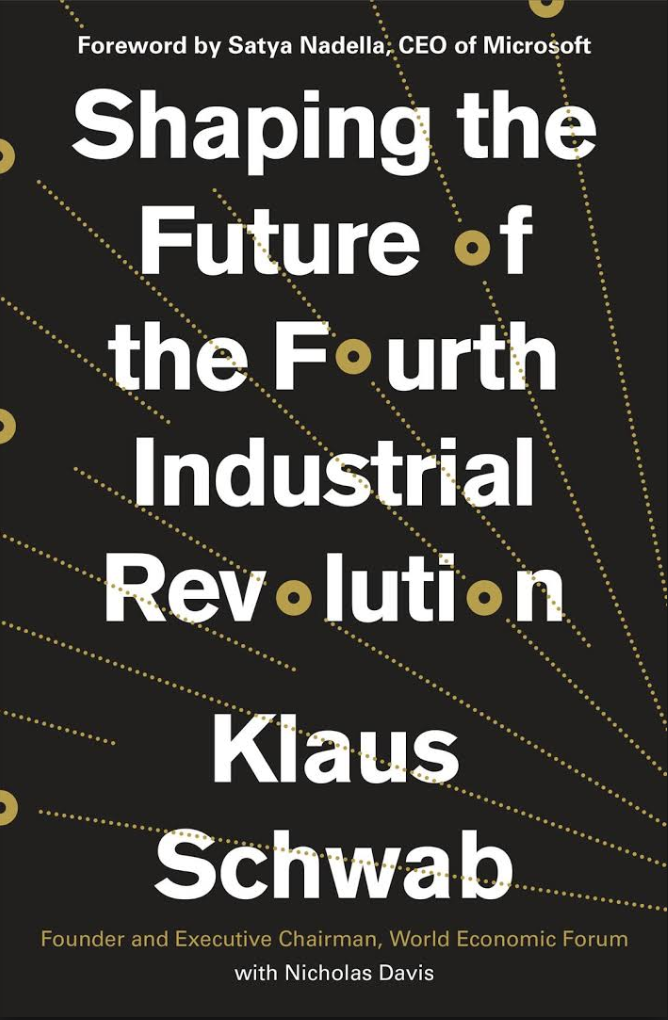 Foreword by Satya Nadella, CEO of Microsoft
Shaping the
Future of
the Fourth
Industrial
Revolution
Klaus
Schwab
Founder and Executive Chairman, World Economic Forum
with Nicholas Davis